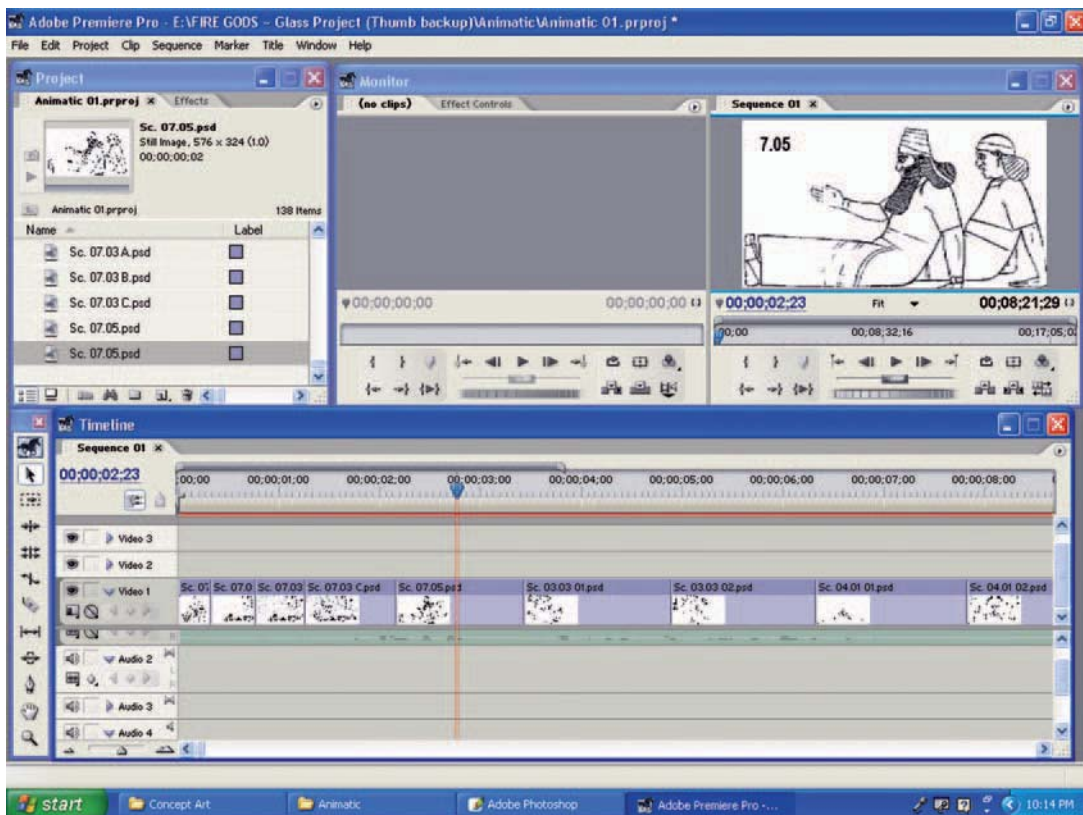 Adobe Premiere Pro - E:\FIRE GODS – Glass Project (Thumb backup)\Animatic\Animatic 01.prproj *
File Edit Project Clip Sequence Marker Title Window Help
Project
Animatic 01.prproj × Effects
Sc. 07.05.psd
Still Image, 576 × 324 (1.0)
00;00;00;02
Animatic 01.prproj 138 Items
Name Label
Sc. 07.03 A.psd
Sc. 07.03 B.psd
Sc. 07.03 C.psd
Sc. 07.05.psd
Sc. 07.05.psd
Monitor
(no clips) Effect Controls
00;00;00;00 00;00;00;00
Sequence 01 ×
7.05
00;00;02;23 Fit 00;08;21;29
00;00 00;08;32;16 00;17;05;0
Timeline
Sequence 01 ×
00;00;02;23
;00;00 00;00;01;00 00;00;02;00 00;00;03;00 00;00;04;00 00;00;05;00 00;00;06;00 00;00;07;00 00;00;08;00
Video 3
Video 2
Video 1
Sc. 07 Sc. 07.0 Sc. 07.03 Sc. 07.03 C.psd Sc. 07.05.psd Sc. 03.03 01.psd Sc. 03.03 02.psd Sc. 04.01 01.psd Sc. 04.01 02.psd
Audio 2
Audio 3
Audio 4
start Concept Art Animatic Adobe Photoshop Adobe Premiere Pro -... 10:14 PM